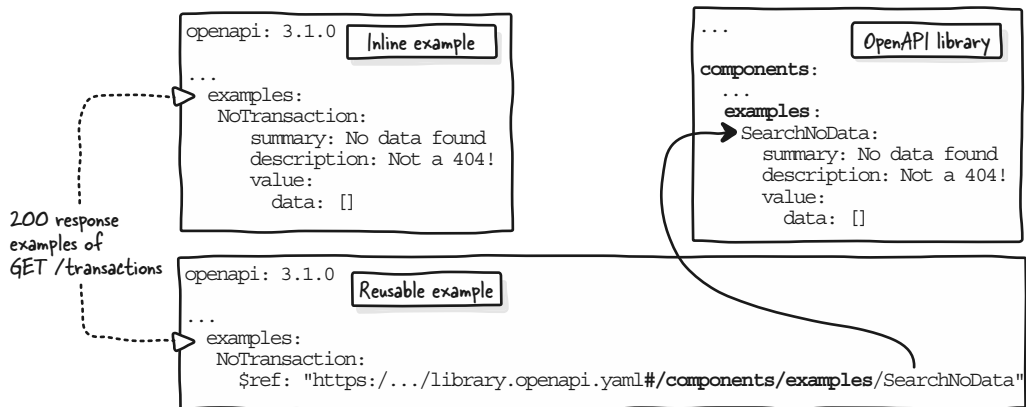 openapi: 3.1.0
Inline example
...
examples:
NoTransaction:
summary: No data found
description: Not a 404!
value:
data: []
...
OpenAPI library
components:
...
examples:
SearchNoData:
summary: No data found
description: Not a 404!
value:
data: []
200 response
examples of
GET /transactions
openapi: 3.1.0
Reusable example
...
examples:
NoTransaction:
$ref: "https:/.../library.openapi.yaml#/components/examples/SearchNoData"